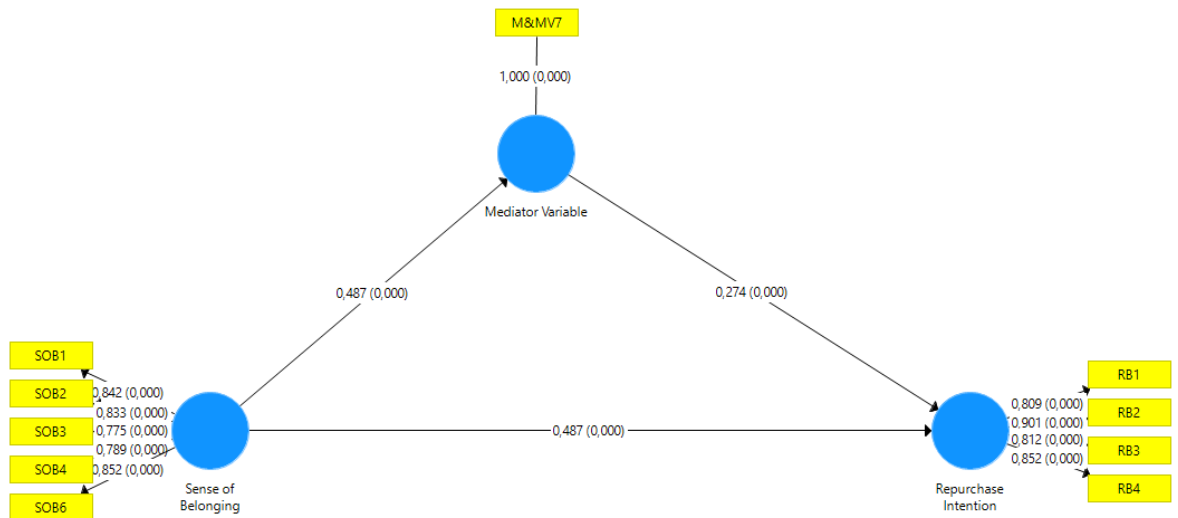 M&MV7
1,000 (0,000)
Mediator Variable
0,487 (0,000)
0,274 (0,000)
SOB1
SOB2
SOB3
SOB4
SOB6
0,842 (0,000)
0,833 (0,000)
0,775 (0,000)
0,789 (0,000)
0,852 (0,000)
Sense of
Belonging
0,487 (0,000)
0,809 (0,000)
0,901 (0,000)
0,812 (0,000)
0,852 (0,000)
RB1
RB2
RB3
RB4
Repurchase
Intention